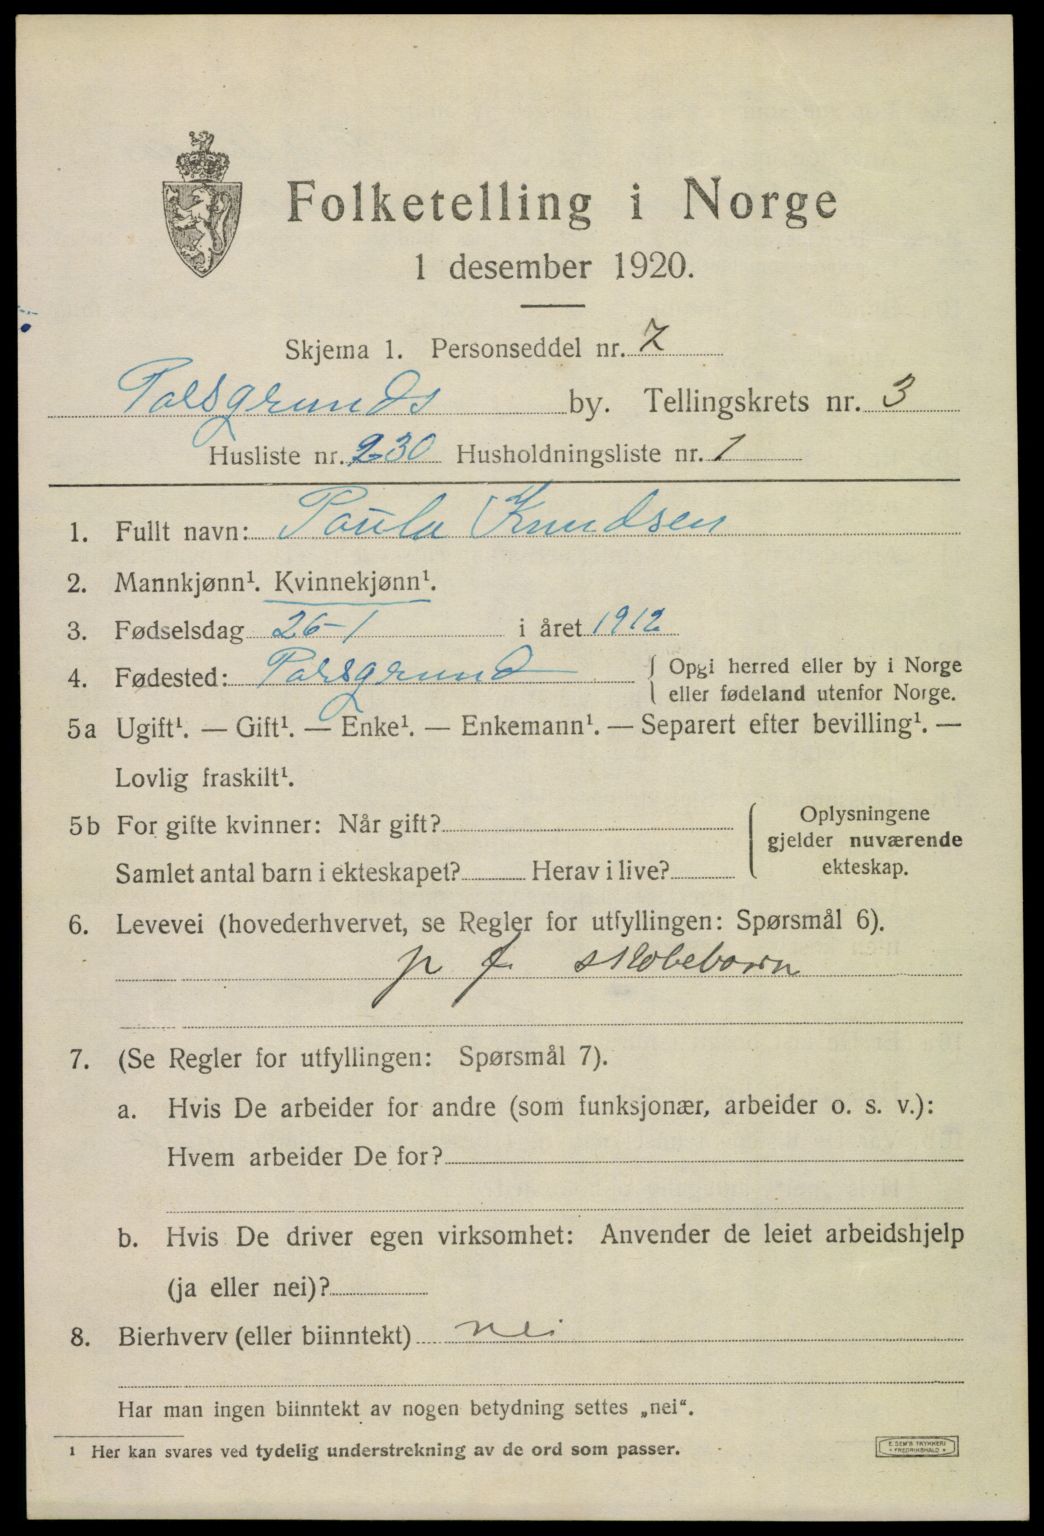 Folketelling i Norge
1 desember 1920.
Skjema 1. Personseddel nr. 7
Porsgrunds by. Tellingskrets nr. 3
Husliste nr. 230 Husholdningsliste nr. 1
1. Fullt navn: Paula Knudsen
2. Mannkjønn¹. Kvinnekjønn¹.
3. Fødselsdag 26-1 i året 1912
4. Fødested: Porsgrund { Opgi herred eller by i Norge
eller fødeland utenfor Norge.
5a Ugift¹. — Gift¹. — Enke¹. — Enkemann¹. — Separert efter bevilling¹. —
Lovlig fraskilt¹.
5b For gifte kvinner: Når gift?
Samlet antal barn i ekteskapet? Herav i live?
Oplysningene
gjelder nuværende
ekteskap.
6. Levevei (hovederhvervet, se Regler for utfyllingen: Spørsmål 6).
p f skolebarn
7. (Se Regler for utfyllingen: Spørsmål 7).
a. Hvis De arbeider for andre (som funksjonær, arbeider o. s. v.):
Hvem arbeider De for?
b. Hvis De driver egen virksomhet: Anvender de leiet arbeidshjelp
(ja eller nei)?
8. Bierhverv (eller biinntekt) nei
Har man ingen biinntekt av nogen betydning settes „nei“.
¹ Her kan svares ved tydelig understrekning av de ord som passer.
E. SEM'S TRYKKERI
FREDRIKSHALD